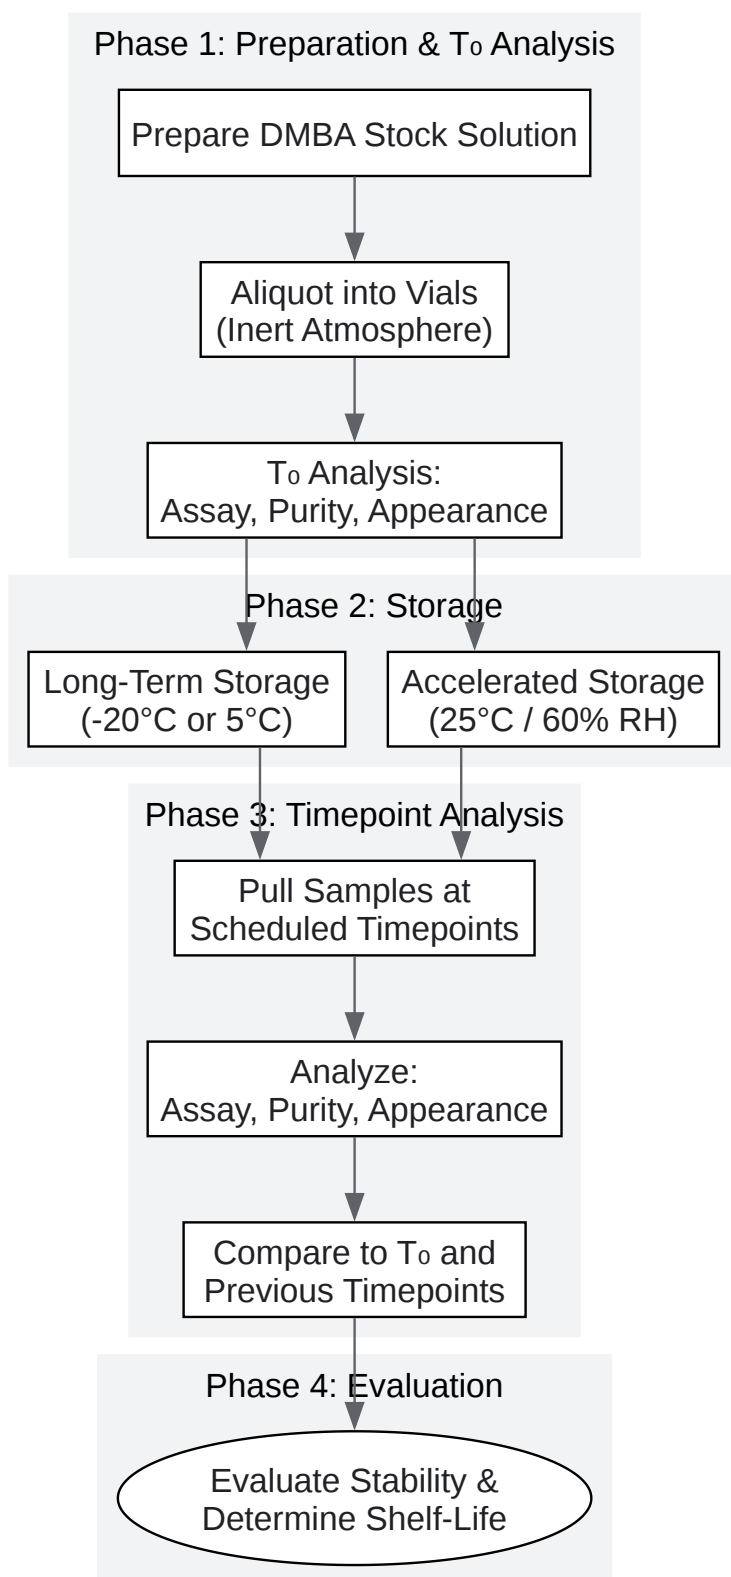 Phase 1: Preparation & T₀ Analysis
Prepare DMBA Stock Solution
Aliquot into Vials
(Inert Atmosphere)
T₀ Analysis:
Assay, Purity, Appearance
Phase 2: Storage
Long-Term Storage
(-20°C or 5°C)
Accelerated Storage
(25°C / 60% RH)
Phase 3: Timepoint Analysis
Pull Samples at
Scheduled Timepoints
Analyze:
Assay, Purity, Appearance
Compare to T₀ and
Previous Timepoints
Phase 4: Evaluation
Evaluate Stability &
Determine Shelf-Life